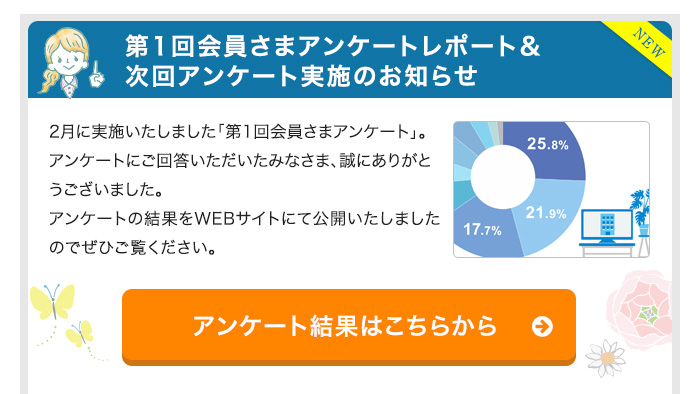 第1回会員さまアンケートレポート&
次回アンケート実施のお知らせ
NEW
2月に実施いたしました「第1回会員さまアンケート」。
アンケートにご回答いただいたみなさま、誠にありがと
うございました。
アンケートの結果をWEBサイトにて公開いたしました
のでぜひご覧ください。
25.8%
21.9%
17.7%
アンケート結果はこちらから